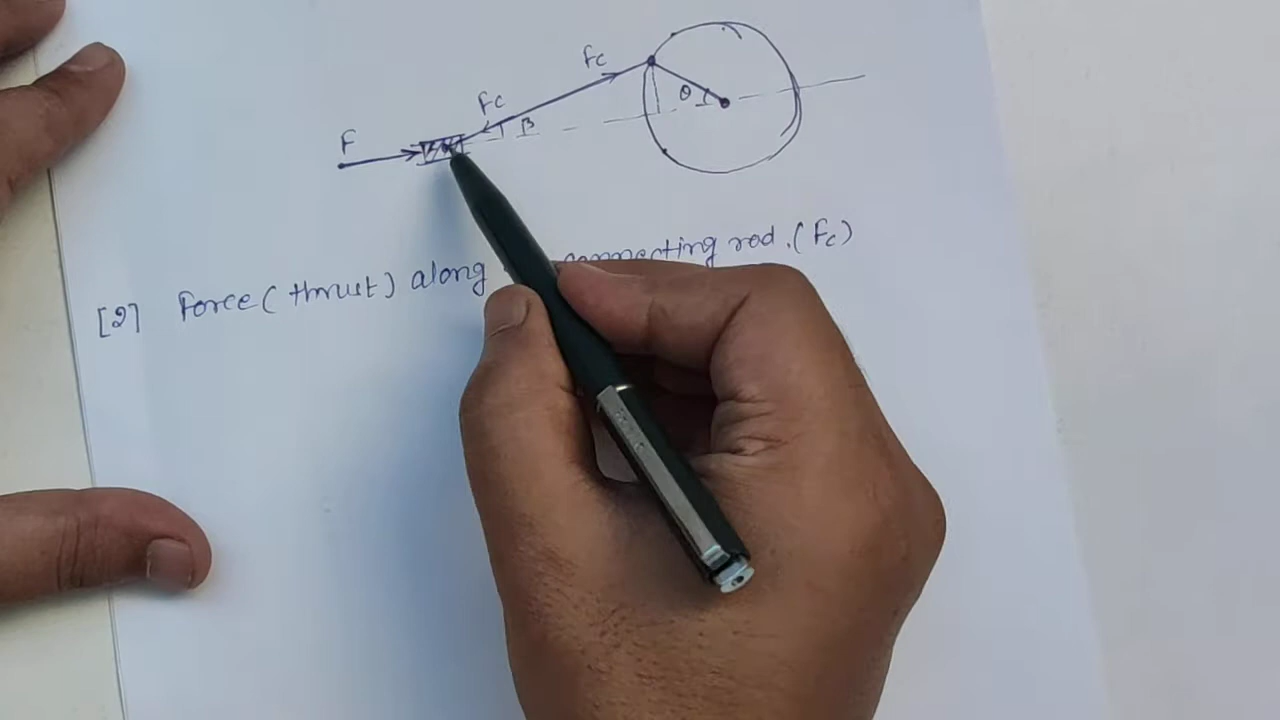 fc
fc
β
θ
F
[2] Force (thrust) along connecting rod. (Fc)